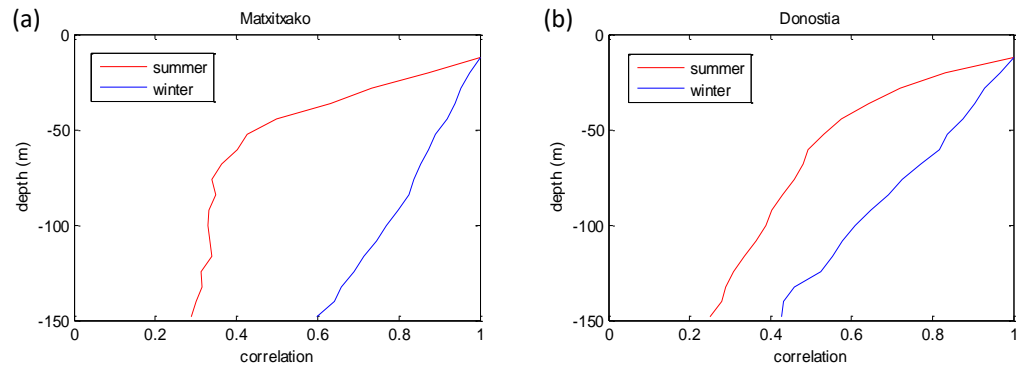 (a)
Matxitxako
0
-50
-100
-150
depth (m)
summer
winter
0
0.2
0.4
0.6
0.8
1
correlation
(b)
Donostia
0
-50
-100
-150
depth (m)
summer
winter
0
0.2
0.4
0.6
0.8
1
correlation